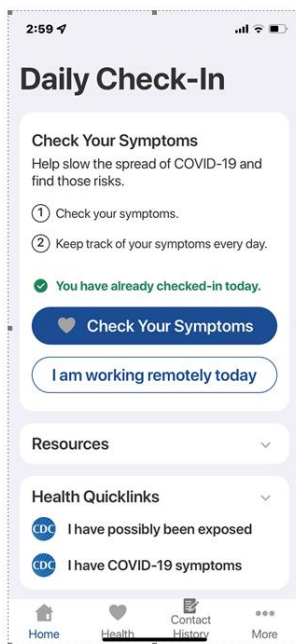 2:59
Daily Check-In
Check Your Symptoms
Help slow the spread of COVID-19 and
find those risks.
1 Check your symptoms.
2 Keep track of your symptoms every day.
You have already checked-in today.
Check Your Symptoms
I am working remotely today
Resources
Health Quicklinks
CDC I have possibly been exposed
CDC I have COVID-19 symptoms
Home
Health
Contact
History
More